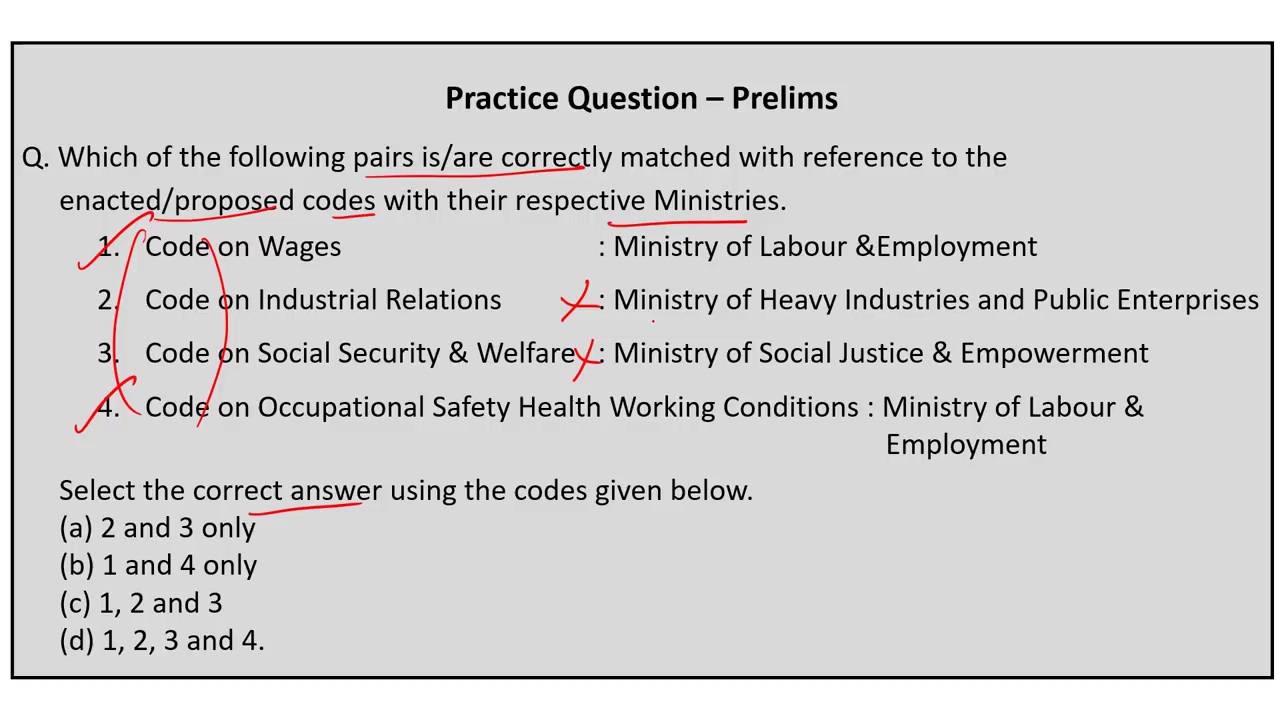 Practice Question – Prelims
Q. Which of the following pairs is/are correctly matched with reference to the
enacted/proposed codes with their respective Ministries.
1. Code on Wages : Ministry of Labour &Employment
2. Code on Industrial Relations : Ministry of Heavy Industries and Public Enterprises
3. Code on Social Security & Welfare : Ministry of Social Justice & Empowerment
4. Code on Occupational Safety Health Working Conditions : Ministry of Labour &
Employment
Select the correct answer using the codes given below.
(a) 2 and 3 only
(b) 1 and 4 only
(c) 1, 2 and 3
(d) 1, 2, 3 and 4.